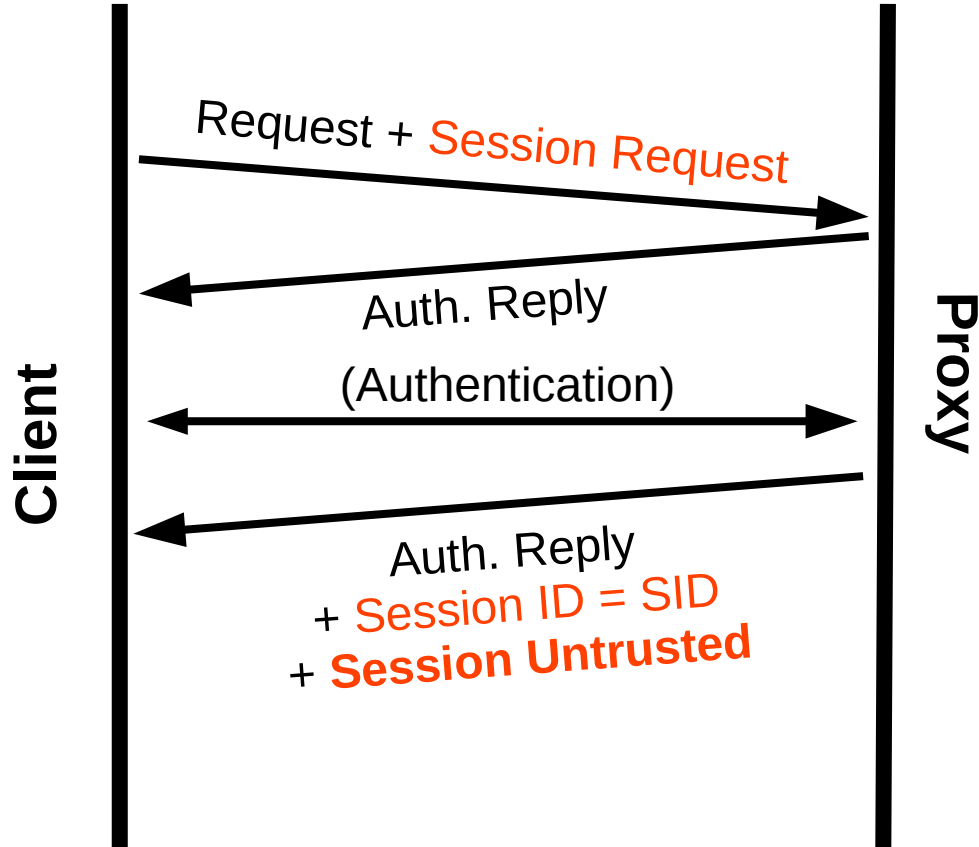 Request + Session Request
Auth. Reply
(Authentication)
Client
Proxy
Auth. Reply
+ Session ID = SID
+ Session Untrusted